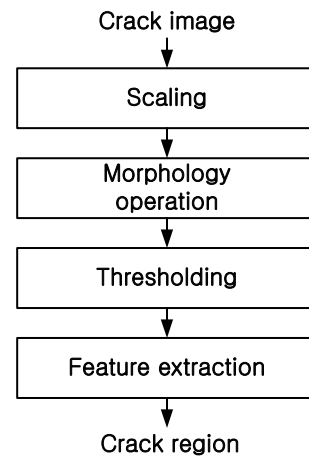 Crack image
Scaling
Morphology
operation
Thresholding
Feature extraction
Crack region